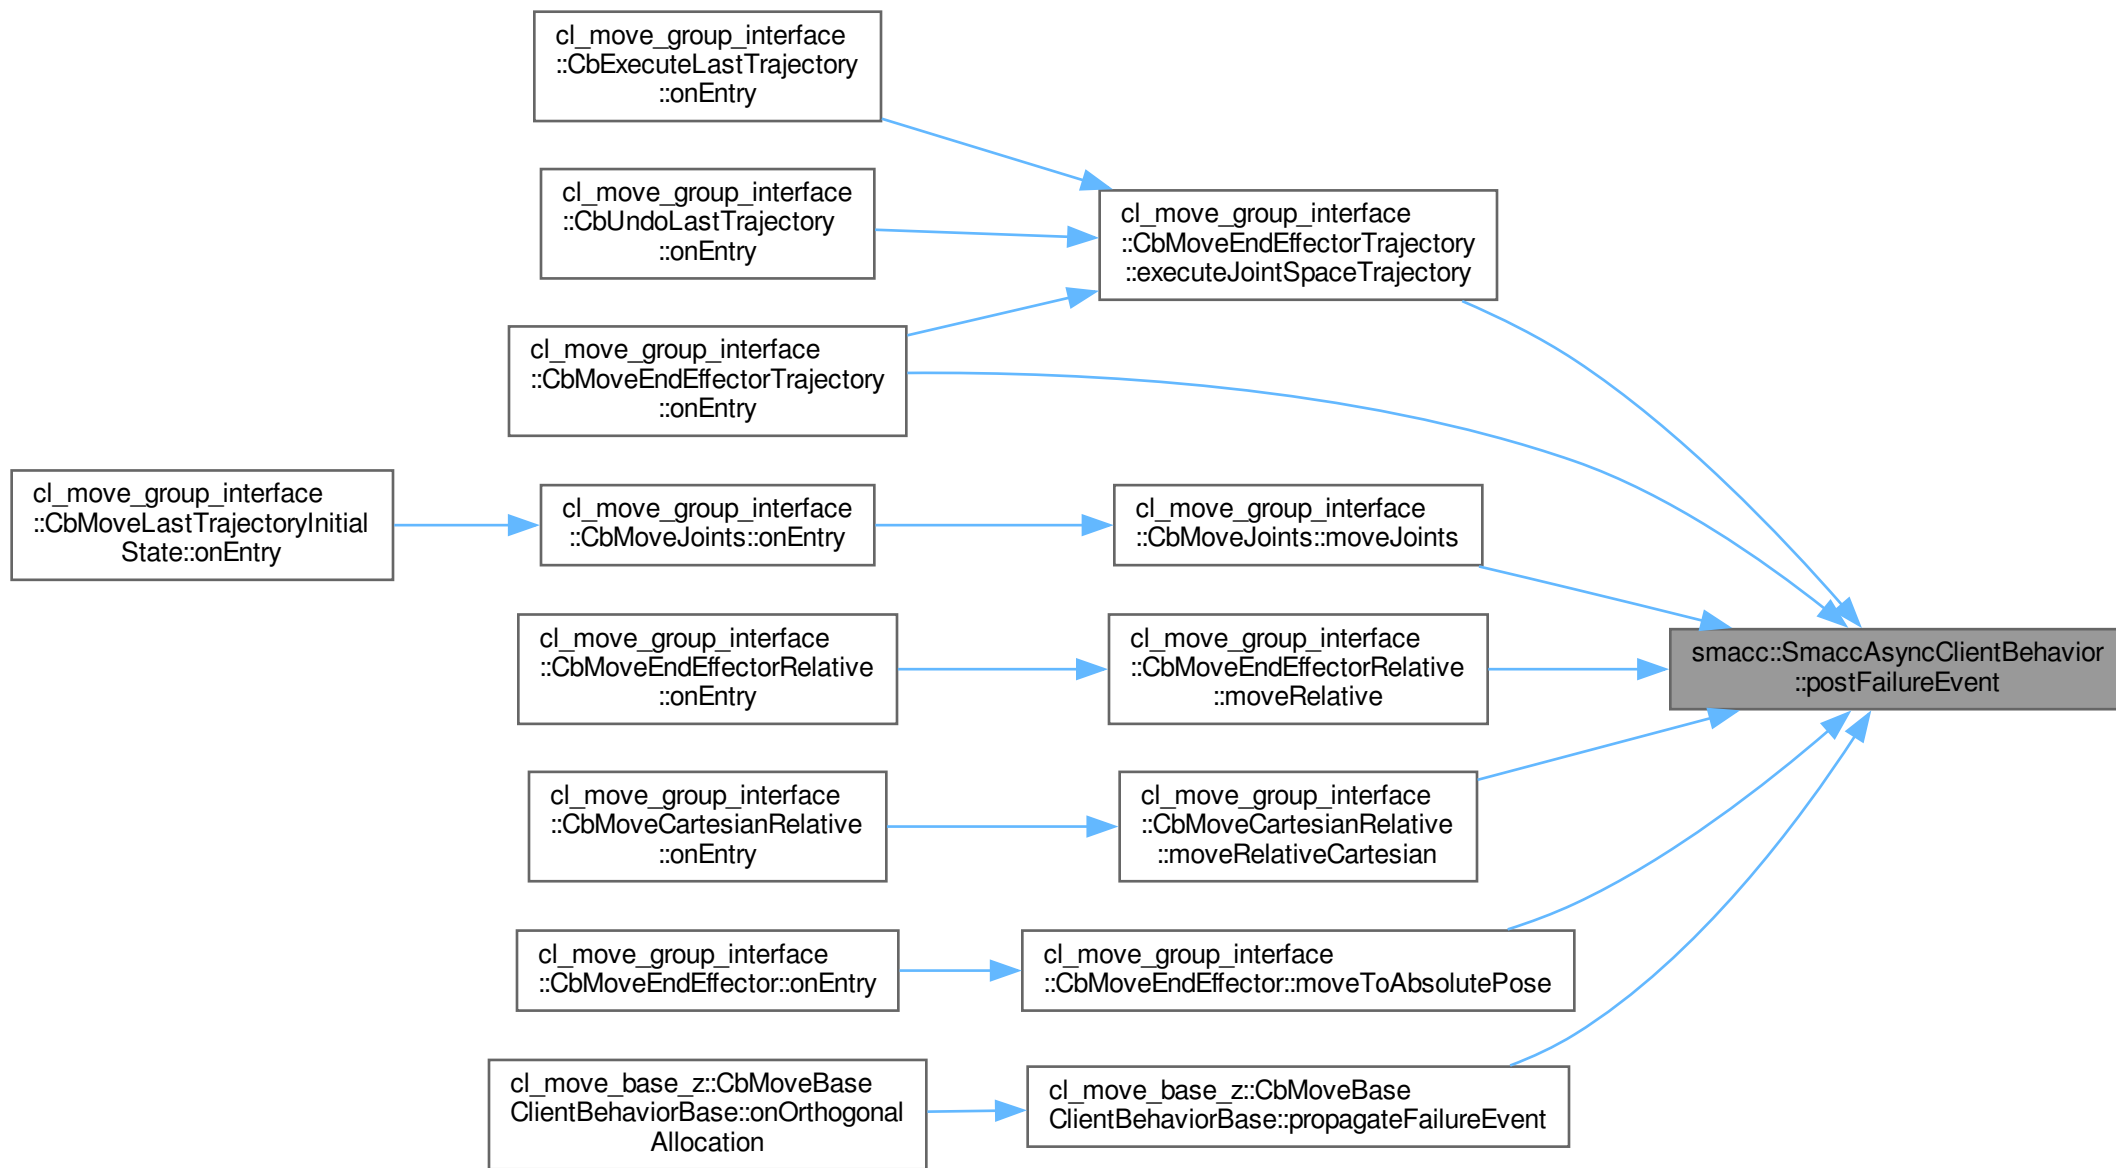 cl_move_group_interface
::CbExecuteLastTrajectory
::onEntry
cl_move_group_interface
::CbUndoLastTrajectory
::onEntry
cl_move_group_interface
::CbMoveEndEffectorTrajectory
::executeJointSpaceTrajectory
cl_move_group_interface
::CbMoveEndEffectorTrajectory
::onEntry
cl_move_group_interface
::CbMoveLastTrajectoryInitial
State::onEntry
cl_move_group_interface
::CbMoveJoints::onEntry
cl_move_group_interface
::CbMoveJoints::moveJoints
cl_move_group_interface
::CbMoveEndEffectorRelative
::onEntry
cl_move_group_interface
::CbMoveEndEffectorRelative
::moveRelative
smacc::SmaccAsyncClientBehavior
::postFailureEvent
cl_move_group_interface
::CbMoveCartesianRelative
::onEntry
cl_move_group_interface
::CbMoveCartesianRelative
::moveRelativeCartesian
cl_move_group_interface
::CbMoveEndEffector::onEntry
cl_move_group_interface
::CbMoveEndEffector::moveToAbsolutePose
cl_move_base_z::CbMoveBase
ClientBehaviorBase::onOrthogonal
Allocation
cl_move_base_z::CbMoveBase
ClientBehaviorBase::propagateFailureEvent